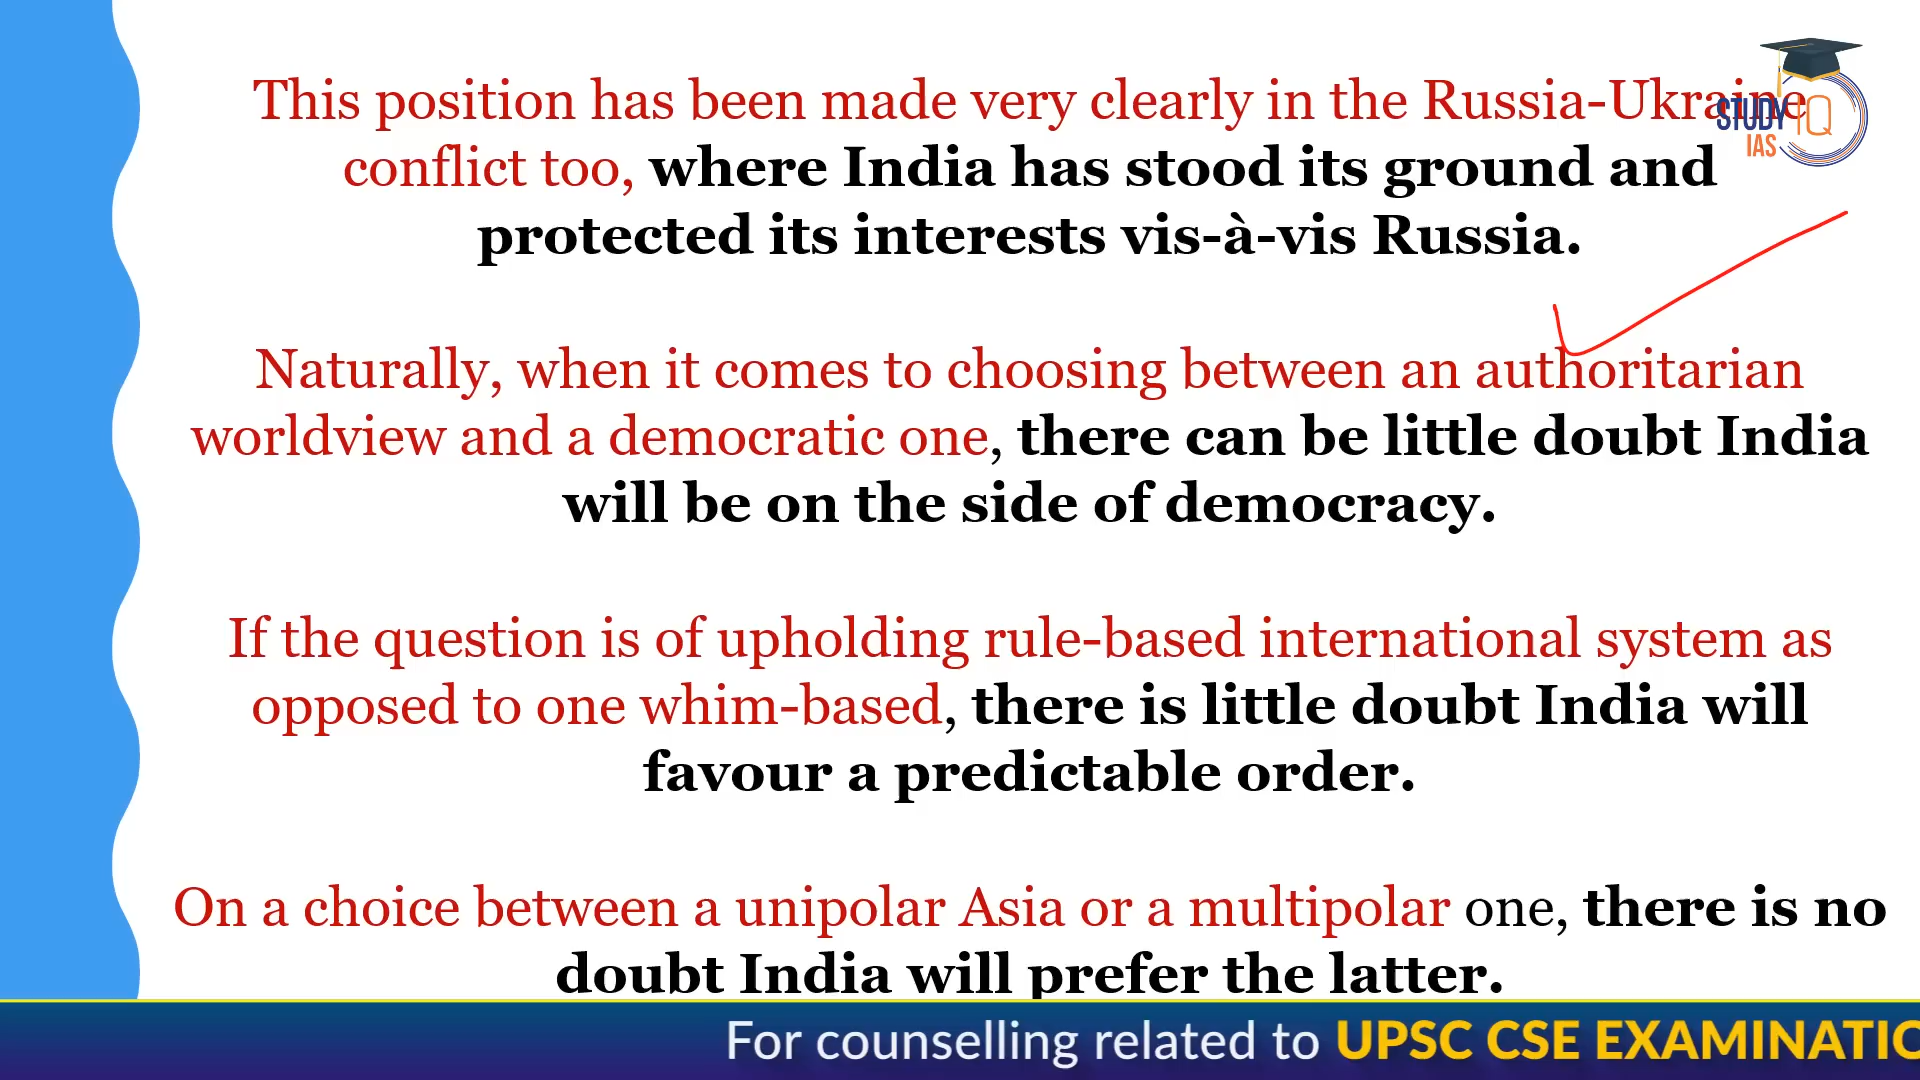 This position has been made very clearly in the Russia-Ukraine
conflict too, where India has stood its ground and
protected its interests vis-à-vis Russia.
STUDY IQ
IAS
Naturally, when it comes to choosing between an authoritarian
worldview and a democratic one, there can be little doubt India
will be on the side of democracy.
If the question is of upholding rule-based international system as
opposed to one whim-based, there is little doubt India will
favour a predictable order.
On a choice between a unipolar Asia or a multipolar one, there is no
doubt India will prefer the latter.
For counselling related to UPSC CSE EXAMINATIO